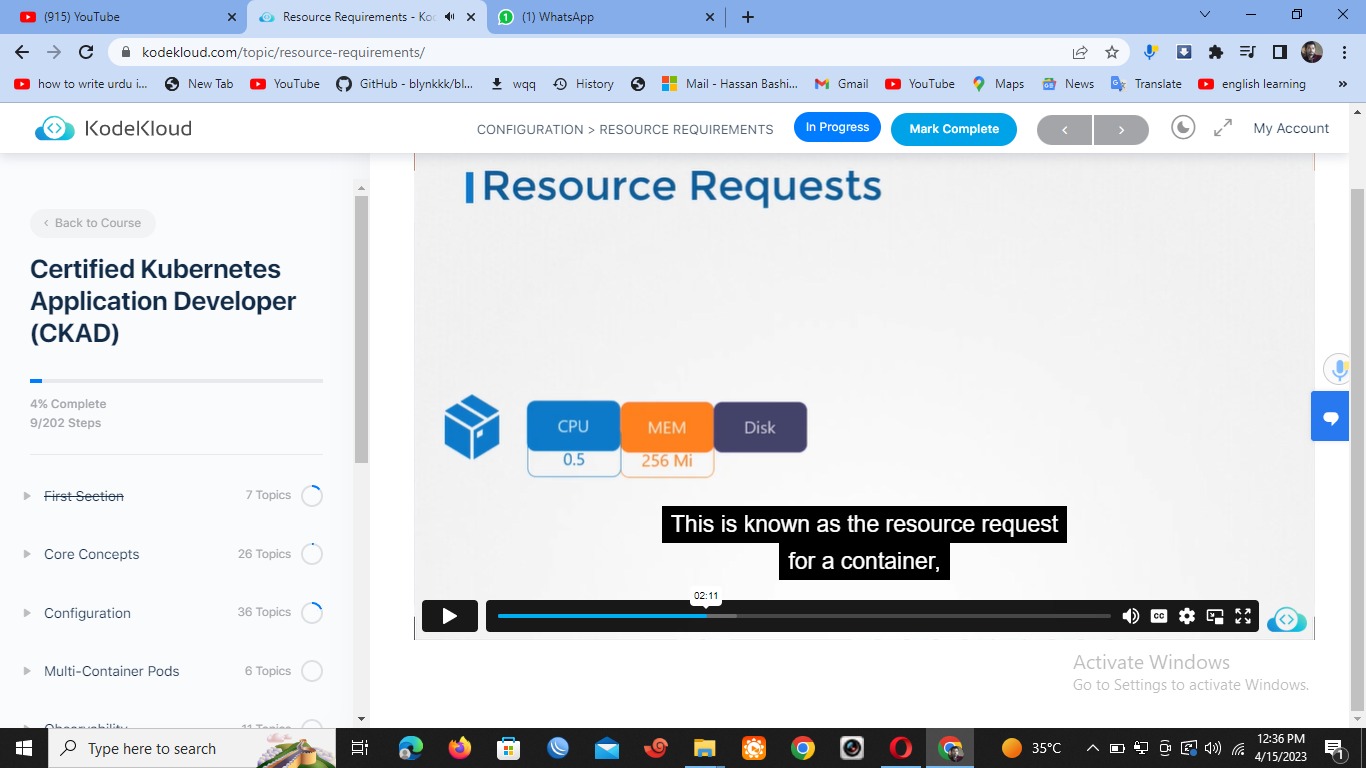 (915) YouTube
Resource Requirements - Ko
(1) WhatsApp
kodekloud.com/topic/resource-requirements/
how to write urdu i...
New Tab
YouTube
GitHub - blynkkk/bl...
wqq
History
Mail - Hassan Bashi...
Gmail
YouTube
Maps
News
Translate
english learning
»
KodeKloud
CONFIGURATION > RESOURCE REQUIREMENTS
In Progress
Mark Complete
My Account
Back to Course
Certified Kubernetes
Application Developer
(CKAD)
4% Complete
9/202 Steps
First Section
7 Topics
Core Concepts
26 Topics
Configuration
36 Topics
Multi-Container Pods
6 Topics
Observability
11 Topics
Resource Requests
CPU
MEM
Disk
0.5
256 Mi
This is known as the resource request
for a container,
02:11
CC
Activate Windows
Go to Settings to activate Windows.
Type here to search
35°C
12:36 PM
4/15/2023
1